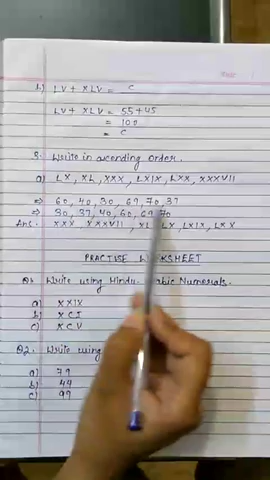 b) LV + XLV = C
LV + XLV = 55 + 45
= 100
= C
8. Write in ascending order.
a) LX, XL, XXX, LXIX, LXX, XXXVII
⇒ 60, 40, 30, 69, 70, 37
⇒ 30, 37, 40, 60, 69, 70
Ans. XXX, XXXVII, XL, LX, LXIX, LXX
PRACTISE
Write using Hindu Numerals.
a) XXIX
b) XCI
c) XCV
Q2. Write using
a) 79
b) 49
c) 99